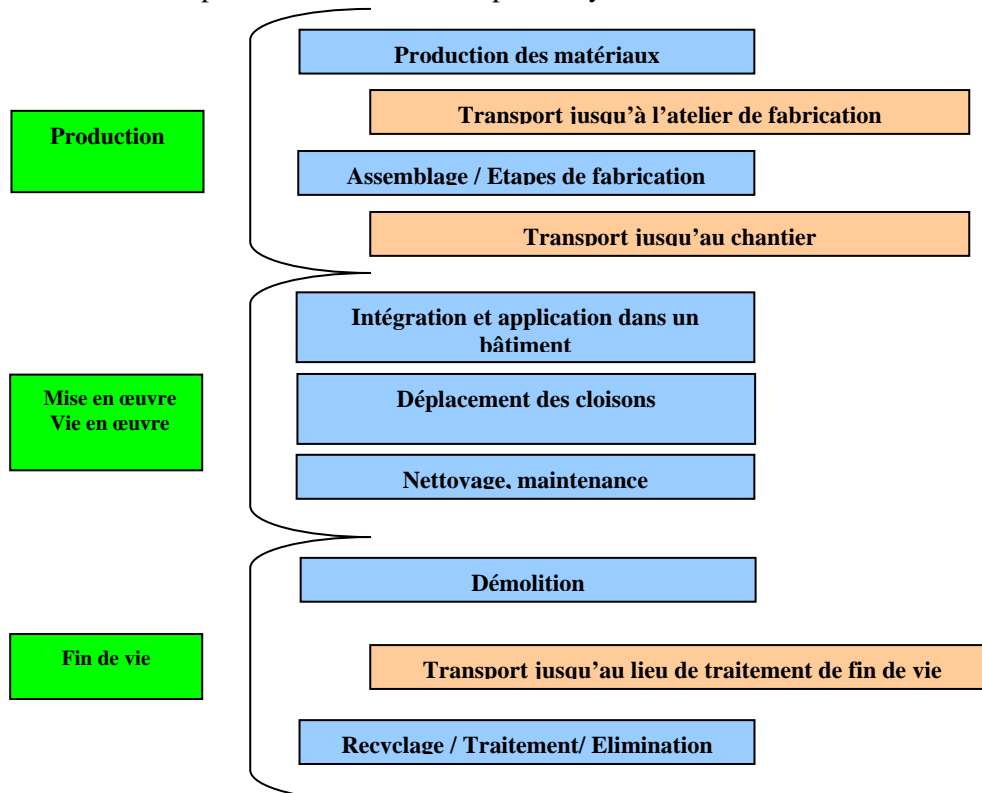 Production des matériaux
Transport jusqu'à l'atelier de fabrication
Production
Assemblage / Etapes de fabrication
Transport jusqu'au chantier
Intégration et application dans un
bâtiment
Mise en œuvre
Vie en œuvre
Déplacement des cloisons
Nettoyage, maintenance
Démolition
Fin de vie
Transport jusqu'au lieu de traitement de fin de vie
Recyclage / Traitement/ Elimination